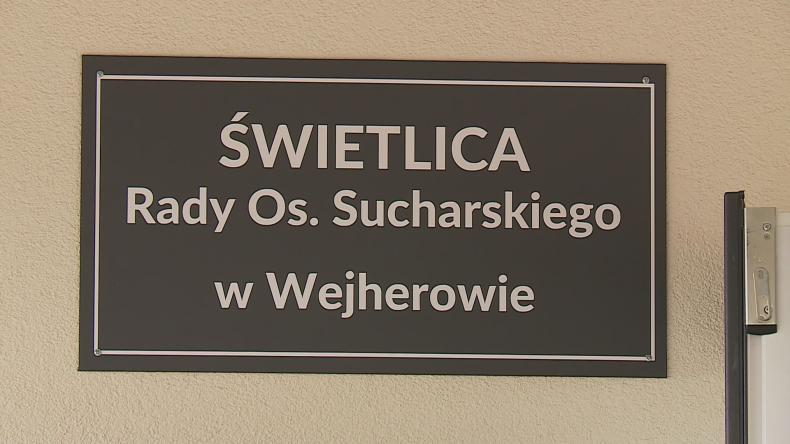 ŚWIETLICA
Rady Os. Sucharskiego
w Wejherowie